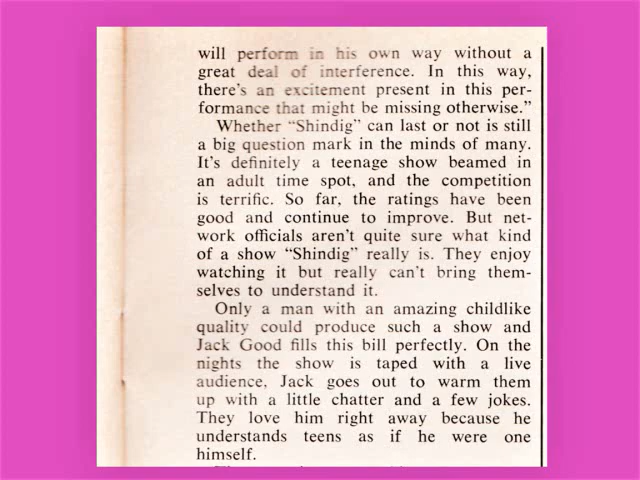 will perform in his own way without a
great deal of interference. In this way,
there's an excitement present in this per-
formance that might be missing otherwise."
Whether "Shindig" can last or not is still
a big question mark in the minds of many.
It's definitely a teenage show beamed in
an adult time spot, and the competition
is terrific. So far, the ratings have been
good and continue to improve. But net-
work officials aren't quite sure what kind
of a show "Shindig" really is. They enjoy
watching it but really can't bring them-
selves to understand it.
Only a man with an amazing childlike
quality could produce such a show and
Jack Good fills this bill perfectly. On the
nights the show is taped with a live
audience, Jack goes out to warm them
up with a little chatter and a few jokes.
They love him right away because he
understands teens as if he were one
himself.